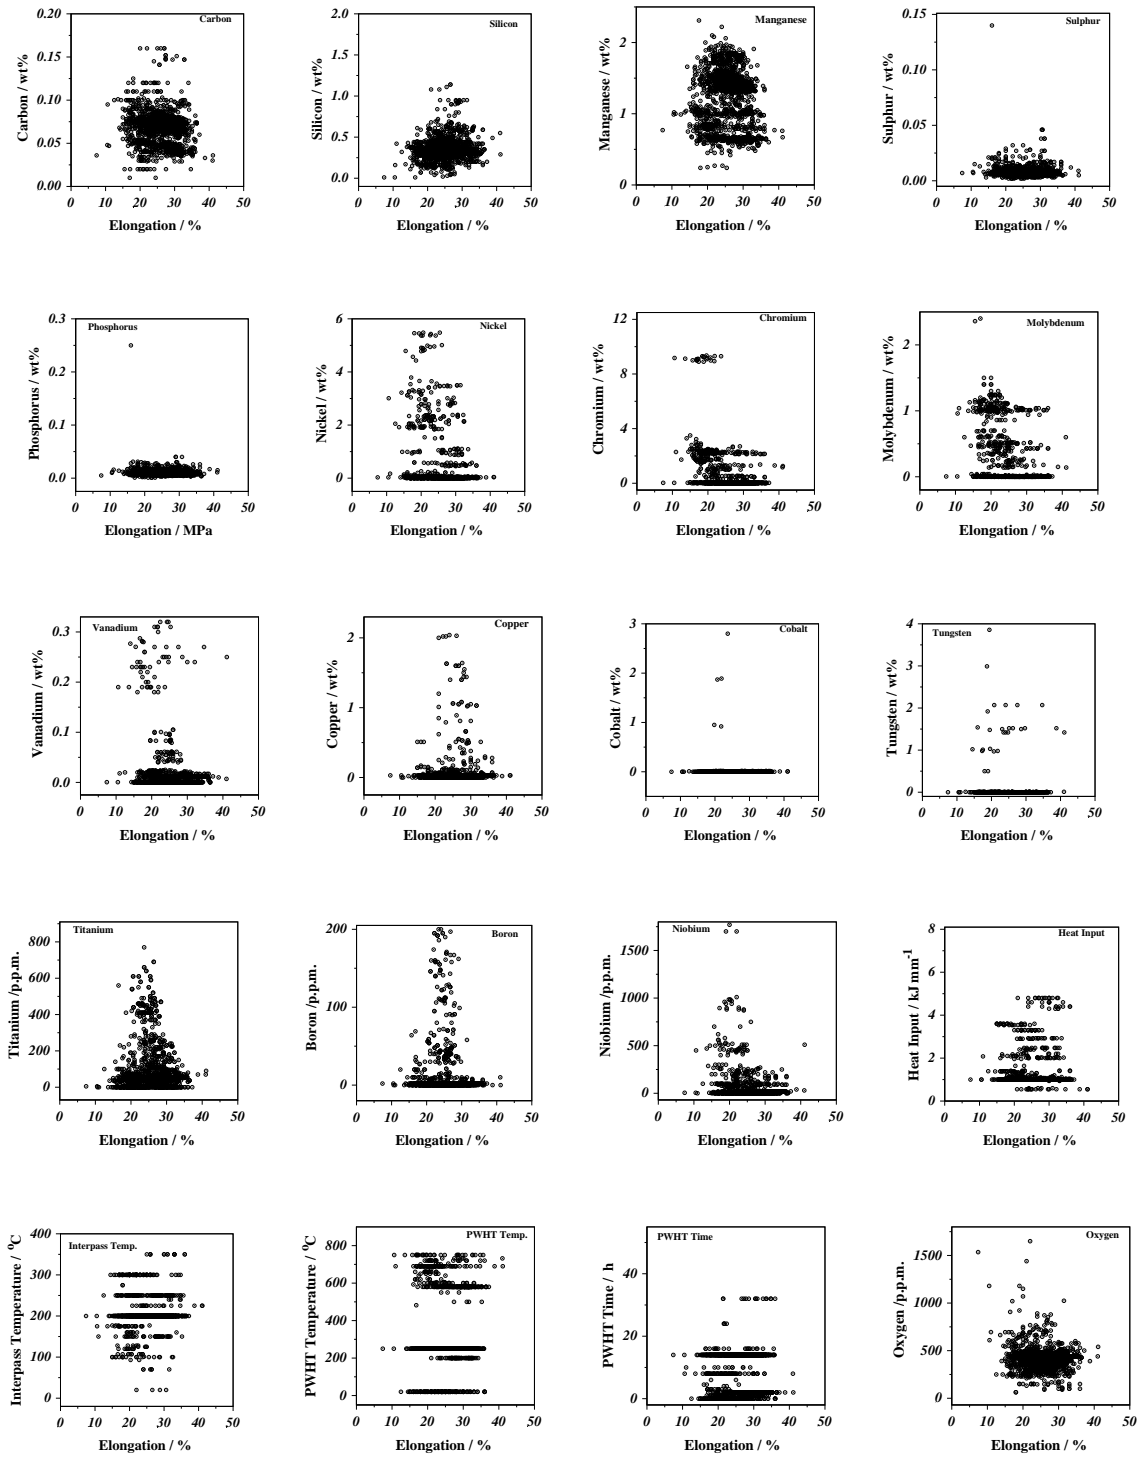 Carbon
Carbon / wt%
0.20
0.15
0.10
0.05
0.00
0 10 20 30 40 50
Elongation / %
Silicon
Silicon / wt%
2.0
1.5
1.0
0.5
0.0
0 10 20 30 40 50
Elongation / %
Manganese
Manganese / wt%
2
1
0
0 10 20 30 40 50
Elongation / %
Sulphur
Sulphur / wt%
0.15
0.10
0.05
0.00
0 10 20 30 40 50
Elongation / %
Phosphorus
Phosphorus / wt%
0.3
0.2
0.1
0.0
0 10 20 30 40 50
Elongation / MPa
Nickel
Nickel / wt%
6
4
2
0
0 10 20 30 40 50
Elongation / %
Chromium
Chromium / wt%
12
8
4
0
0 10 20 30 40 50
Elongation / %
Molybdenum
Molybdenum / wt%
2
1
0
0 10 20 30 40 50
Elongation / %
Vanadium
Vanadium / wt%
0.3
0.2
0.1
0.0
0 10 20 30 40 50
Elongation / %
Copper
Copper / wt%
2
1
0
0 10 20 30 40 50
Elongation / %
Cobalt
Cobalt / wt%
3
2
1
0
0 10 20 30 40 50
Elongation / %
Tungsten
Tungsten / wt%
4
3
2
1
0
0 10 20 30 40 50
Elongation / %
Titanium
Titanium /p.p.m.
800
600
400
200
0
0 10 20 30 40 50
Elongation / %
Boron
Boron /p.p.m.
200
100
0
0 10 20 30 40 50
Elongation / %
Niobium
Niobium /p.p.m.
1500
1000
500
0
0 10 20 30 40 50
Elongation / %
Heat Input
Heat Input / kJ mm⁻¹
8
6
4
2
0
0 10 20 30 40 50
Elongation / %
Interpass Temp.
Interpass Temperature / ⁰C
400
300
200
100
0
0 10 20 30 40 50
Elongation / %
PWHT Temp.
PWHT Temperature / ⁰C
800
600
400
200
0
0 10 20 30 40 50
Elongation / %
PWHT Time
PWHT Time / h
40
20
0
0 10 20 30 40 50
Elongation / %
Oxygen
Oxygen /p.p.m.
1500
1000
500
0
0 10 20 30 40 50
Elongation / %